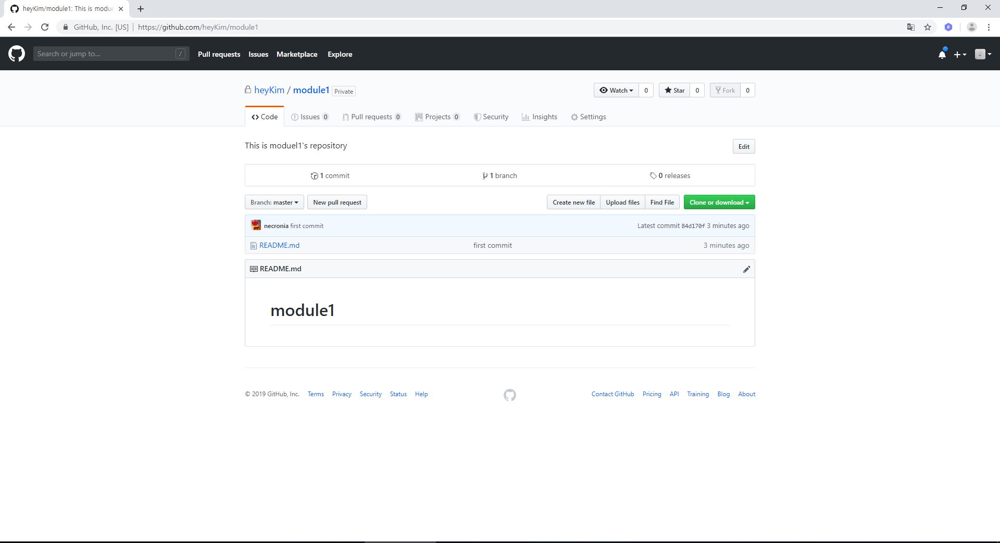 heyKim/module1: This is modue
GitHub, Inc. [US] | https://github.com/heyKim/module1
Search or jump to... / Pull requests Issues Marketplace Explore
heyKim / module1 Private Watch 0 Star 0 Fork 0
Code Issues 0 Pull requests 0 Projects 0 Security Insights Settings
This is moduel1's repository Edit
1 commit 1 branch 0 releases
Branch: master New pull request Create new file Upload files Find File Clone or download
necronia first commit Latest commit 84d170f 3 minutes ago
README.md first commit 3 minutes ago
README.md
module1
© 2019 GitHub, Inc. Terms Privacy Security Status Help Contact GitHub Pricing API Training Blog About